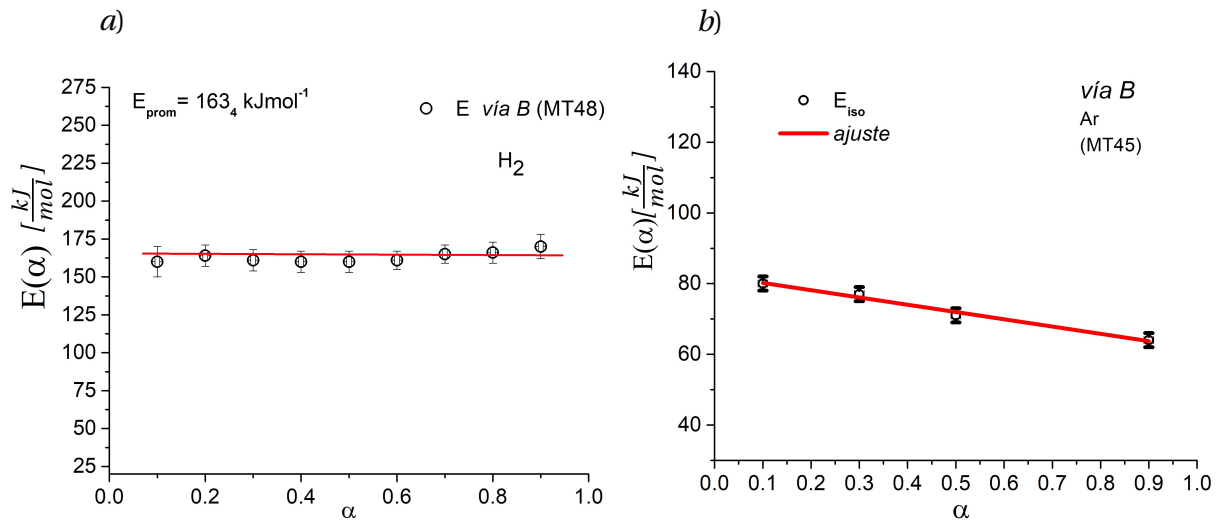 a)
E_prom = 163_4 kJmol^-1
E vía B (MT48)
H_2
E(α) [kJ/mol]
275
250
225
200
175
150
125
100
75
50
25
0.0 0.2 0.4 0.6 0.8 1.0
α
b)
E_iso
ajuste
vía B
Ar
(MT45)
E(α)[kJ/mol]
140
120
100
80
60
40
0.0 0.1 0.2 0.3 0.4 0.5 0.6 0.7 0.8 0.9 1.0
α